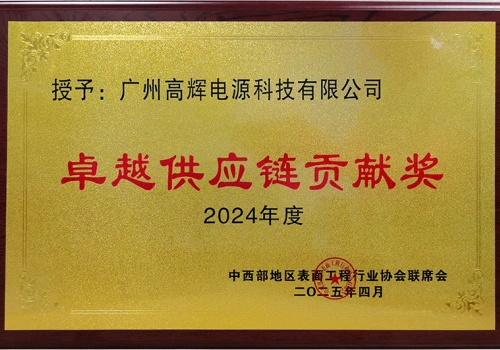 授予：广州高辉电源科技有限公司
卓越供应链贡献奖
2024年度
中西部地区表面工程行业协会联席会
二〇二五年四月